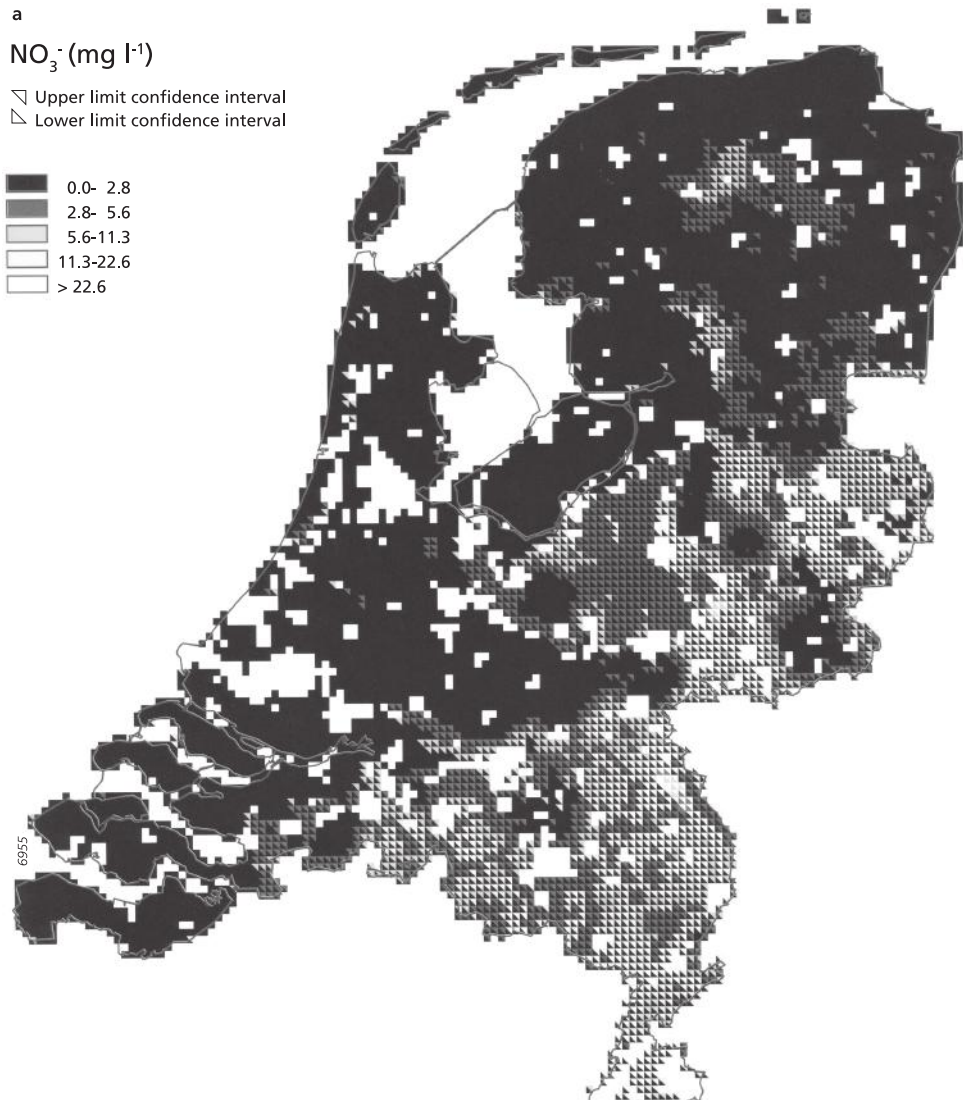 a
NO₃⁻ (mg l⁻¹)
Upper limit confidence interval
Lower limit confidence interval
0.0- 2.8
2.8- 5.6
5.6-11.3
11.3-22.6
> 22.6
6955